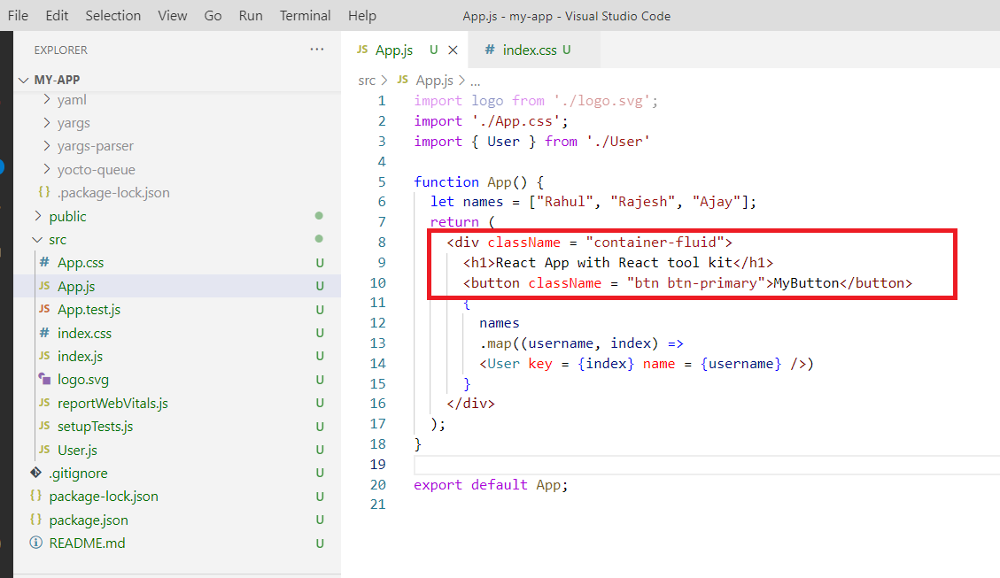 File Edit Selection View Go Run Terminal Help App.js - my-app - Visual Studio Code
EXPLORER ...
MY-APP
yaml
yargs
yargs-parser
yocto-queue
{} .package-lock.json
public
src
# App.css U
JS App.js U
JS App.test.js U
# index.css U
JS index.js U
logo.svg U
JS reportWebVitals.js U
JS setupTests.js U
JS User.js U
.gitignore U
{} package-lock.json U
{} package.json U
README.md U
JS App.js U # index.css U
src > JS App.js > ...
1 import logo from './logo.svg';
2 import './App.css';
3 import { User } from './User'
4
5 function App() {
6 let names = ["Rahul", "Rajesh", "Ajay"];
7 return (
8 <div className = "container-fluid">
9 <h1>React App with React tool kit</h1>
10 <button className = "btn btn-primary">MyButton</button>
11 {
12 names
13 .map((username, index) =>
14 <User key = {index} name = {username} />)
15 }
16 </div>
17 );
18 }
19
20 export default App;
21